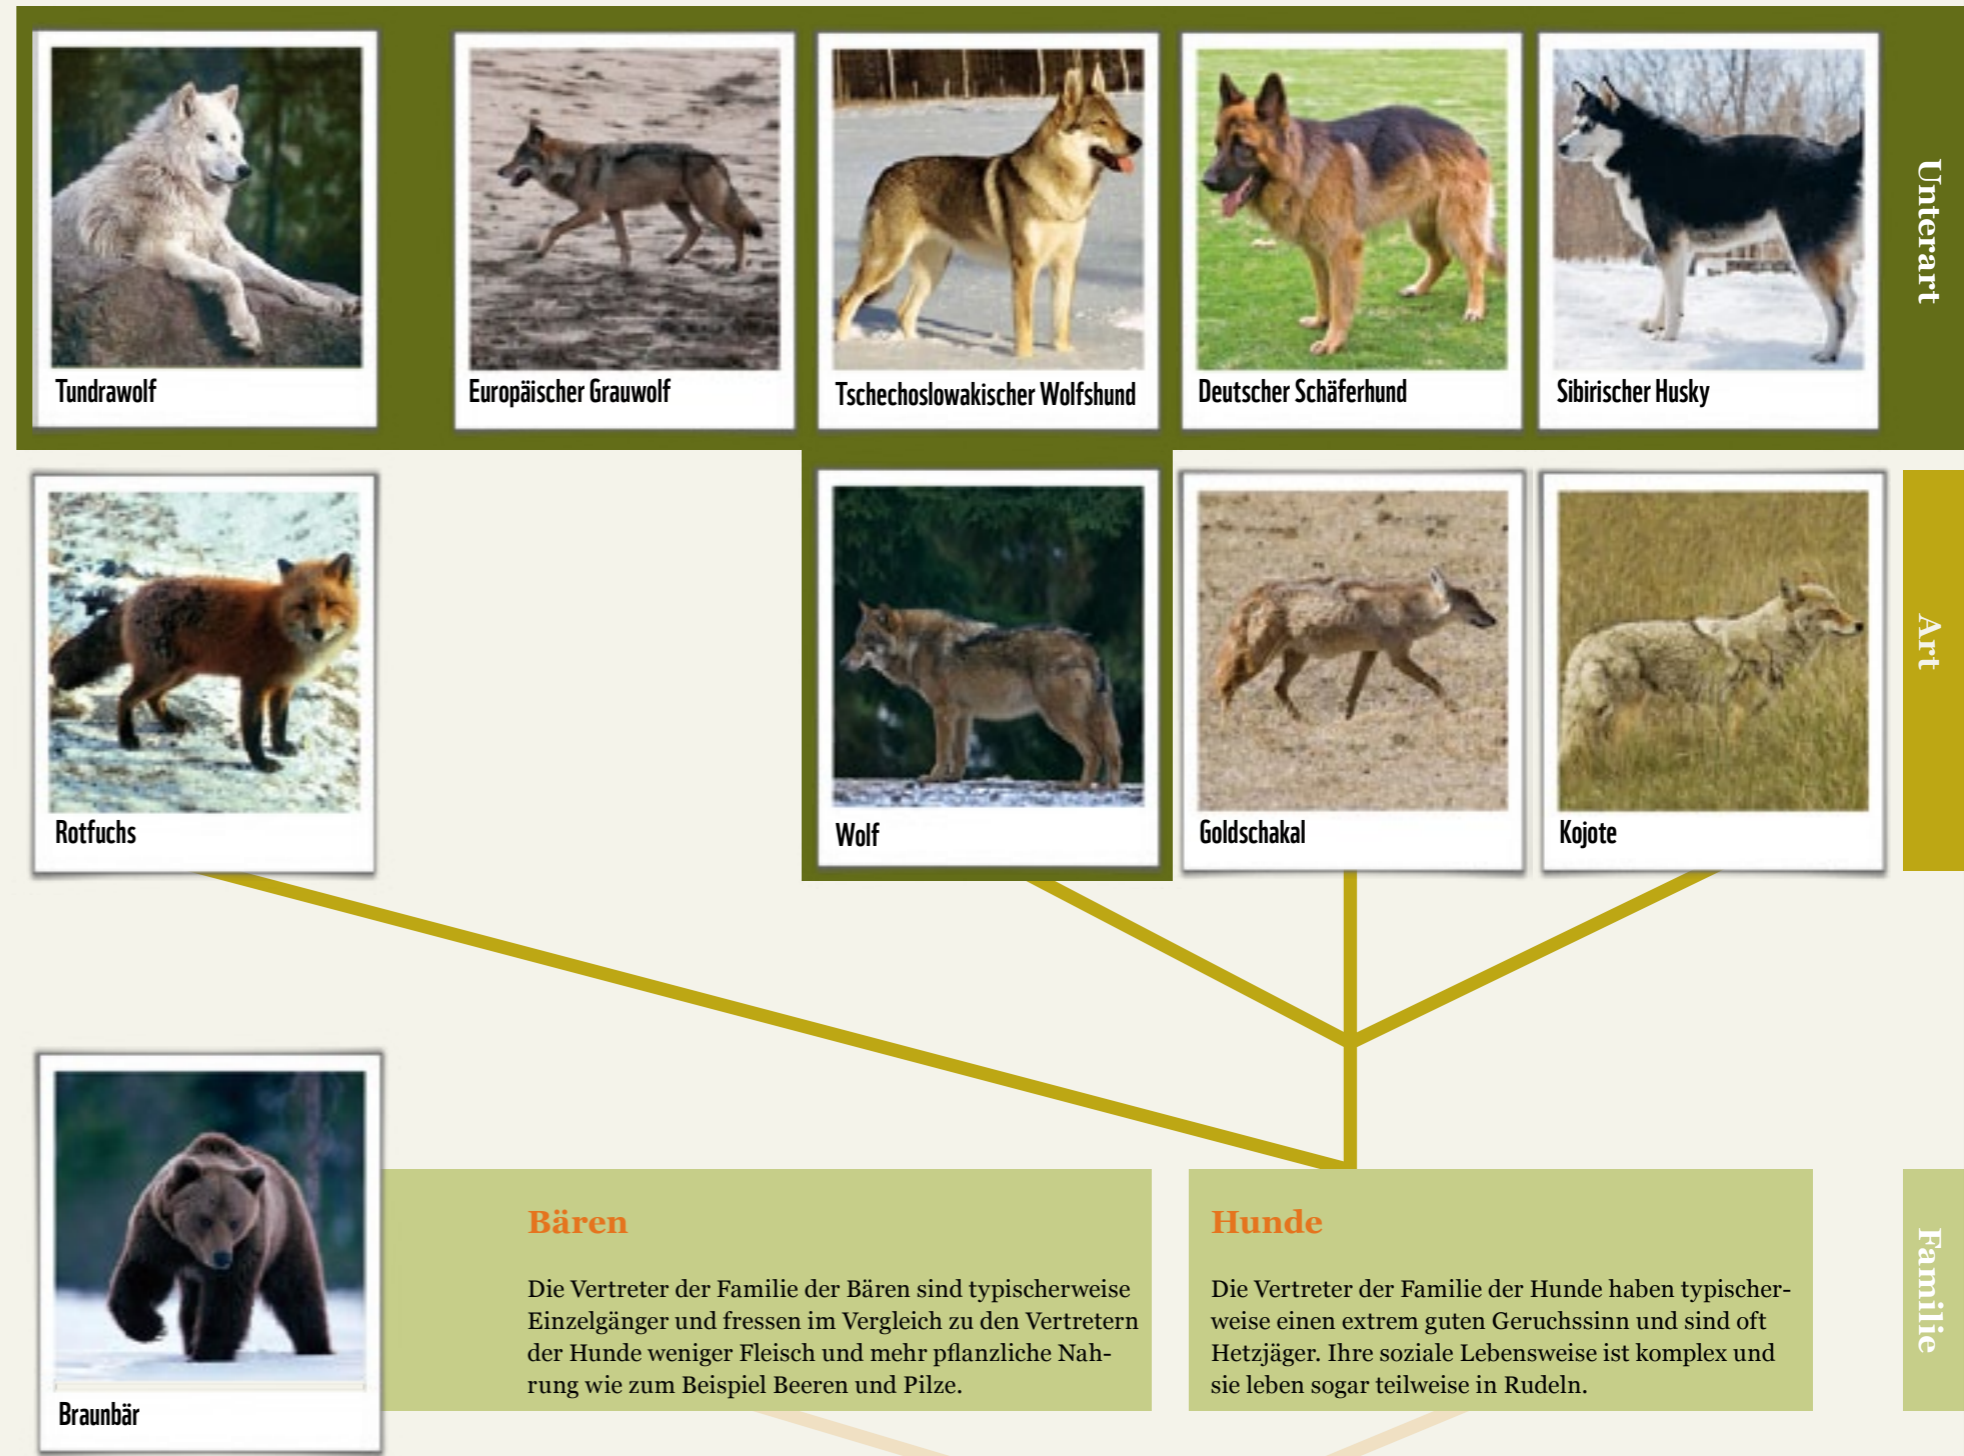 Tundrawolf
Europäischer Grauwolf
Tschechoslowakischer Wolfshund
Deutscher Schäferhund
Sibirischer Husky
Unterart
Rotfuchs
Wolf
Goldschakal
Kojote
Art
Braunbär
Bären
Die Vertreter der Familie der Bären sind typischerweise
Einzelgänger und fressen im Vergleich zu den Vertretern
der Hunde weniger Fleisch und mehr pflanzliche Nah-
rung wie zum Beispiel Beeren und Pilze.
Hunde
Die Vertreter der Familie der Hunde haben typischer-
weise einen extrem guten Geruchssinn und sind oft
Hetzjäger. Ihre soziale Lebensweise ist komplex und
sie leben sogar teilweise in Rudeln.
Familie